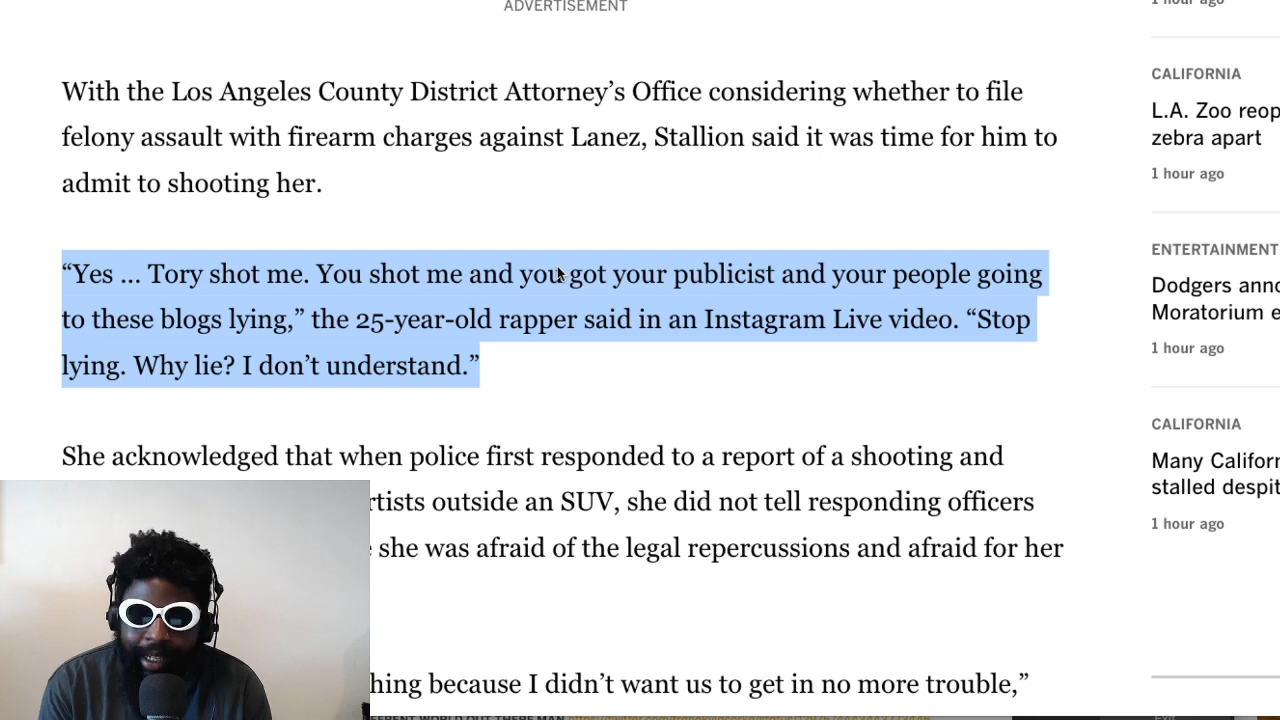 ADVERTISEMENT
With the Los Angeles County District Attorney’s Office considering whether to file
felony assault with firearm charges against Lanez, Stallion said it was time for him to
admit to shooting her.
“Yes ... Tory shot me. You shot me and you got your publicist and your people going
to these blogs lying,” the 25-year-old rapper said in an Instagram Live video. “Stop
lying. Why lie? I don’t understand.”
She acknowledged that when police first responded to a report of a shooting and
artists outside an SUV, she did not tell responding officers
she was afraid of the legal repercussions and afraid for her
hing because I didn’t want us to get in no more trouble,”
1 hour ago
CALIFORNIA
L.A. Zoo reop
zebra apart
1 hour ago
ENTERTAINMENT
Dodgers anno
Moratorium e
1 hour ago
CALIFORNIA
Many Californ
stalled despit
1 hour ago